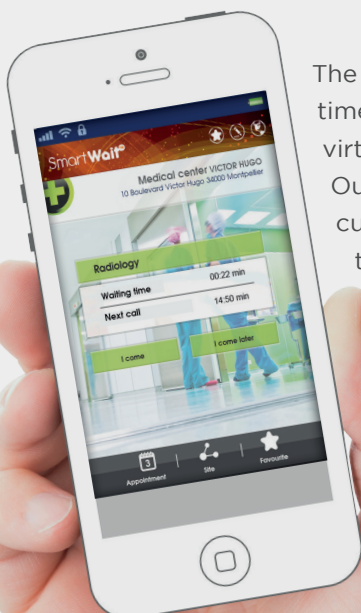 The
time
virt
Ou
cu
t
SmartWait
Medical center VICTOR HUGO
10 Boulevard Victor Hugo 34000 Montpellier
Radiology
Waiting time 00:22 min
Next call 14:50 min
I come
I come later
3
Appointment
Site
Favourite